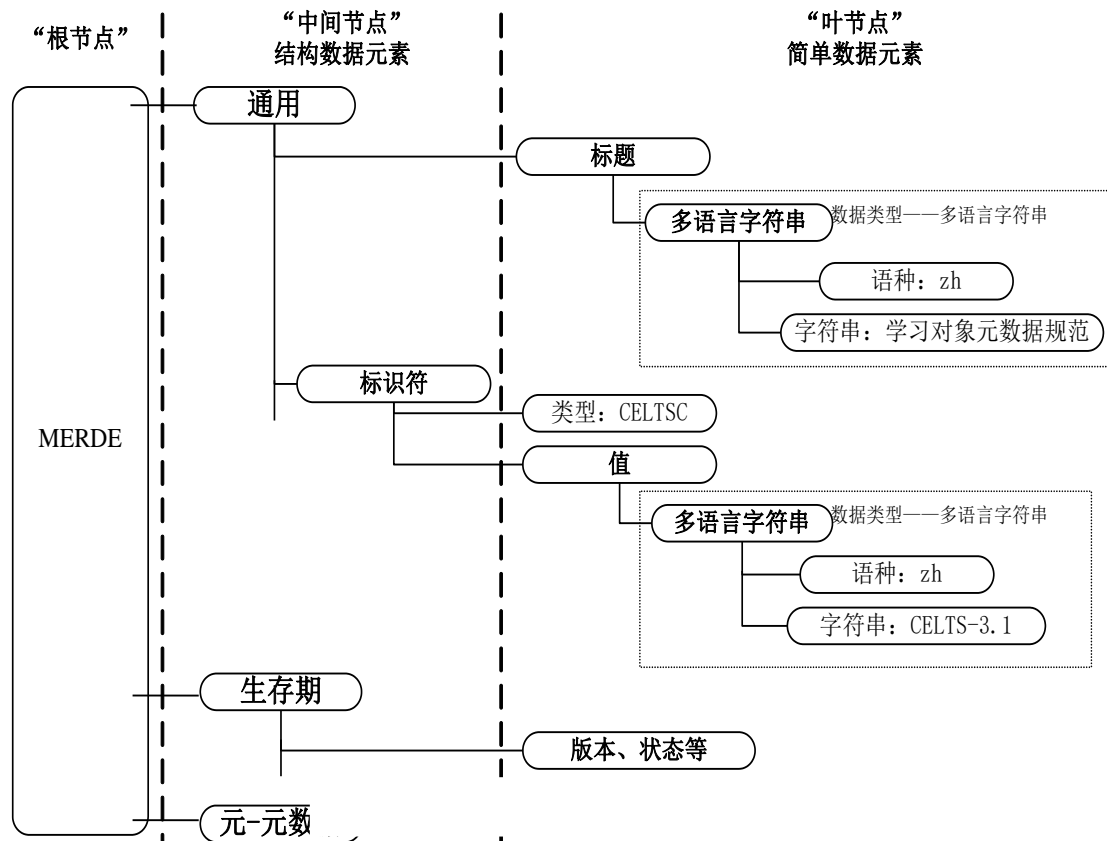 “根节点”
“中间节点”
结构数据元素
“叶节点”
简单数据元素
通用
标题
多语言字符串
数据类型——多语言字符串
语种: zh
字符串: 学习对象元数据规范
标识符
类型: CELTSC
MERDE
值
多语言字符串
数据类型——多语言字符串
语种: zh
字符串: CELTS-3.1
生存期
版本、状态等
元-元数